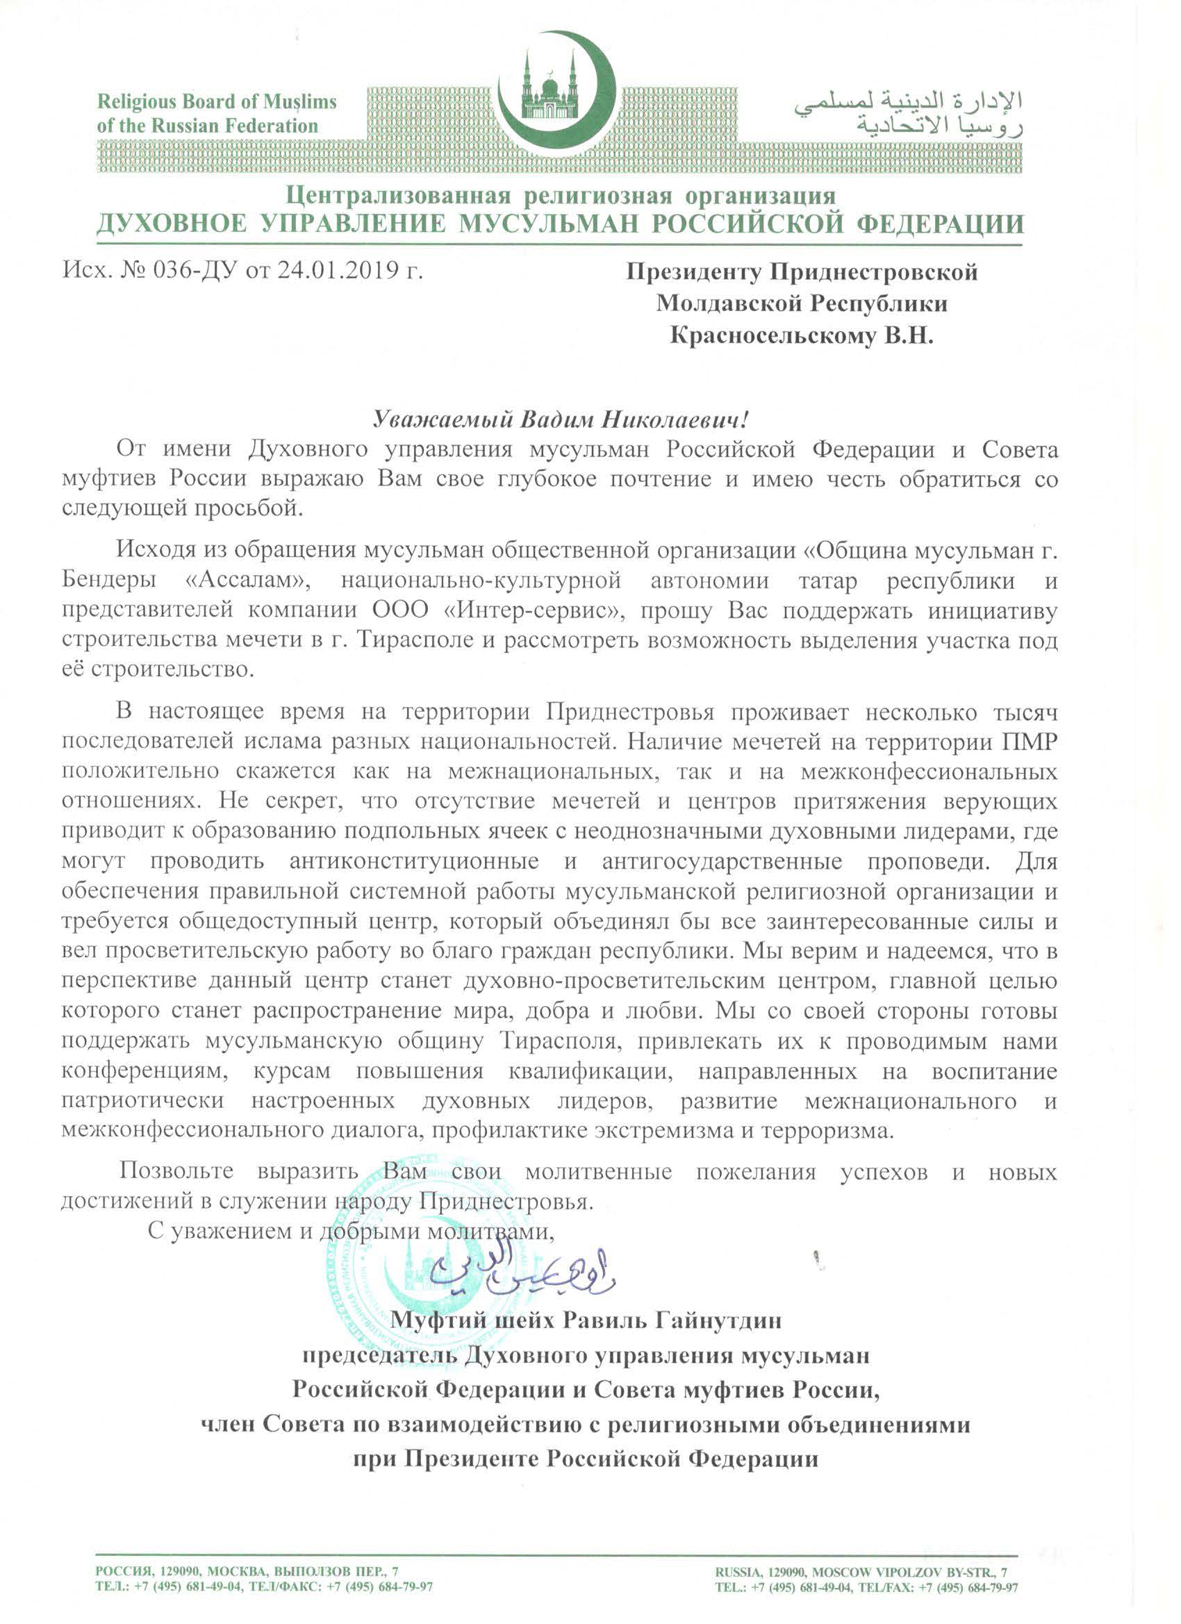 Religious Board of Muslims
of the Russian Federation
الإدارة الدينية لمسلمي
روسيا الاتحادية
Централизованная религиозная организация
ДУХОВНОЕ УПРАВЛЕНИЕ МУСУЛЬМАН РОССИЙСКОЙ ФЕДЕРАЦИИ
Исх. № 036-ДУ от 24.01.2019 г.
Президенту Приднестровской
Молдавской Республики
Красносельскому В.Н.
Уважаемый Вадим Николаевич!
От имени Духовного управления мусульман Российской Федерации и Совета
муфтиев России выражаю Вам свое глубокое почтение и имею честь обратиться со
следующей просьбой.
Исходя из обращения мусульман общественной организации «Община мусульман г.
Бендеры «Ассалам», национально-культурной автономии татар республики и
представителей компании ООО «Интер-сервис», прошу Вас поддержать инициативу
строительства мечети в г. Тирасполе и рассмотреть возможность выделения участка под
её строительство.
В настоящее время на территории Приднестровья проживает несколько тысяч
последователей ислама разных национальностей. Наличие мечетей на территории ПМР
положительно скажется как на межнациональных, так и на межконфессиональных
отношениях. Не секрет, что отсутствие мечетей и центров притяжения верующих
приводит к образованию подпольных ячеек с неоднозначными духовными лидерами, где
могут проводить антиконституционные и антигосударственные проповеди. Для
обеспечения правильной системной работы мусульманской религиозной организации и
требуется общедоступный центр, который объединял бы все заинтересованные силы и
вел просветительскую работу во благо граждан республики. Мы верим и надеемся, что в
перспективе данный центр станет духовно-просветительским центром, главной целью
которого станет распространение мира, добра и любви. Мы со своей стороны готовы
поддержать мусульманскую общину Тирасполя, привлекать их к проводимым нами
конференциям, курсам повышения квалификации, направленных на воспитание
патриотически настроенных духовных лидеров, развитие межнационального и
межконфессионального диалога, профилактике экстремизма и терроризма.
Позвольте выразить Вам свои молитвенные пожелания успехов и новых
достижений в служении народу Приднестровья.
С уважением и добрыми молитвами,
Муфтий шейх Равиль Гайнутдин
председатель Духовного управления мусульман
Российской Федерации и Совета муфтиев России,
член Совета по взаимодействию с религиозными объединениями
при Президенте Российской Федерации
РОССИЯ, 129090, МОСКВА, ВЫПОЛЗОВ ПЕР., 7
ТЕЛ.: +7 (495) 681-49-04, ТЕЛ/ФАКС: +7 (495) 684-79-97
RUSSIA, 129090, MOSCOW VIPOLZOV BY-STR., 7
TEL.: +7 (495) 681-49-04, TEL/FAX: +7 (495) 684-79-97